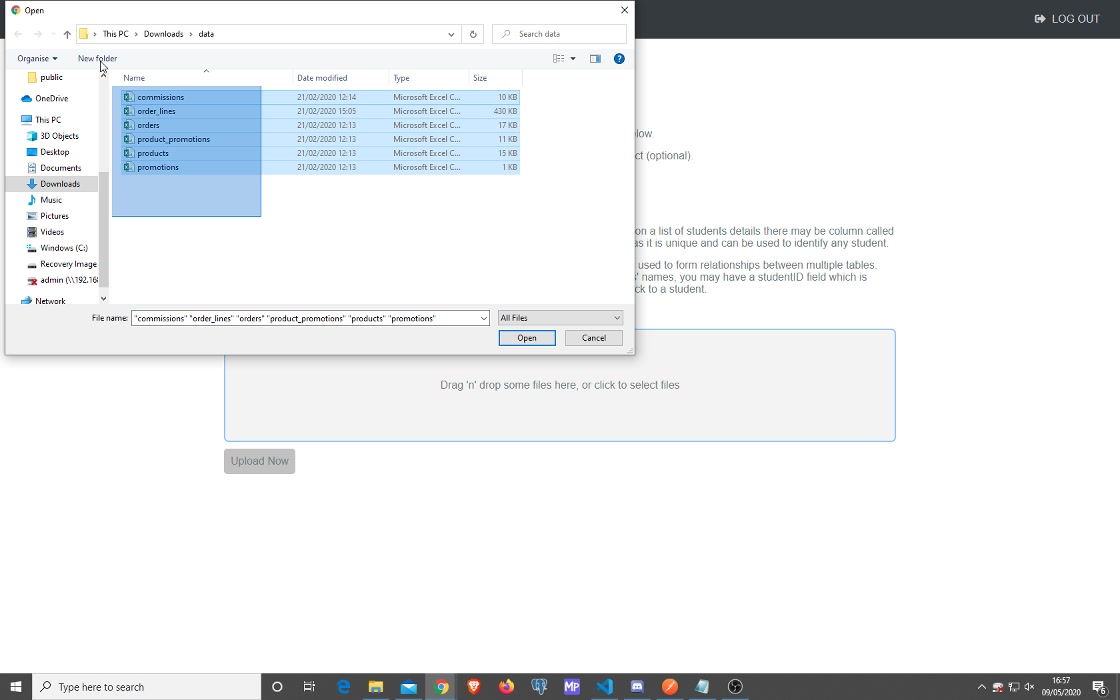 Open
LOG OUT
This PC
Downloads
data
Search data
Organise
New folder
Name
Date modified
Type
Size
public
OneDrive
This PC
3D Objects
Desktop
Documents
Downloads
Music
Pictures
Videos
Windows (C:)
Recovery Image
admin (\\192.168
Network
commissions 21/02/2020 12:14 Microsoft Excel C... 10 KB
order_lines 21/02/2020 15:05 Microsoft Excel C... 430 KB
orders 21/02/2020 12:13 Microsoft Excel C... 17 KB
product_promotions 21/02/2020 12:13 Microsoft Excel C... 11 KB
products 21/02/2020 12:13 Microsoft Excel C... 15 KB
promotions 21/02/2020 12:13 Microsoft Excel C... 1 KB
File name: "commissions" "order_lines" "orders" "product_promotions" "products" "promotions"
All Files
Open
Cancel
ct (optional).
on a list of students details there may be column called
as it is unique and can be used to identify any student.
used to form relationships between multiple tables.
' names, you may have a studentID field which is
ck to a student.
Drag 'n' drop some files here, or click to select files
Upload Now
Type here to search
MP
16:57
09/05/2020